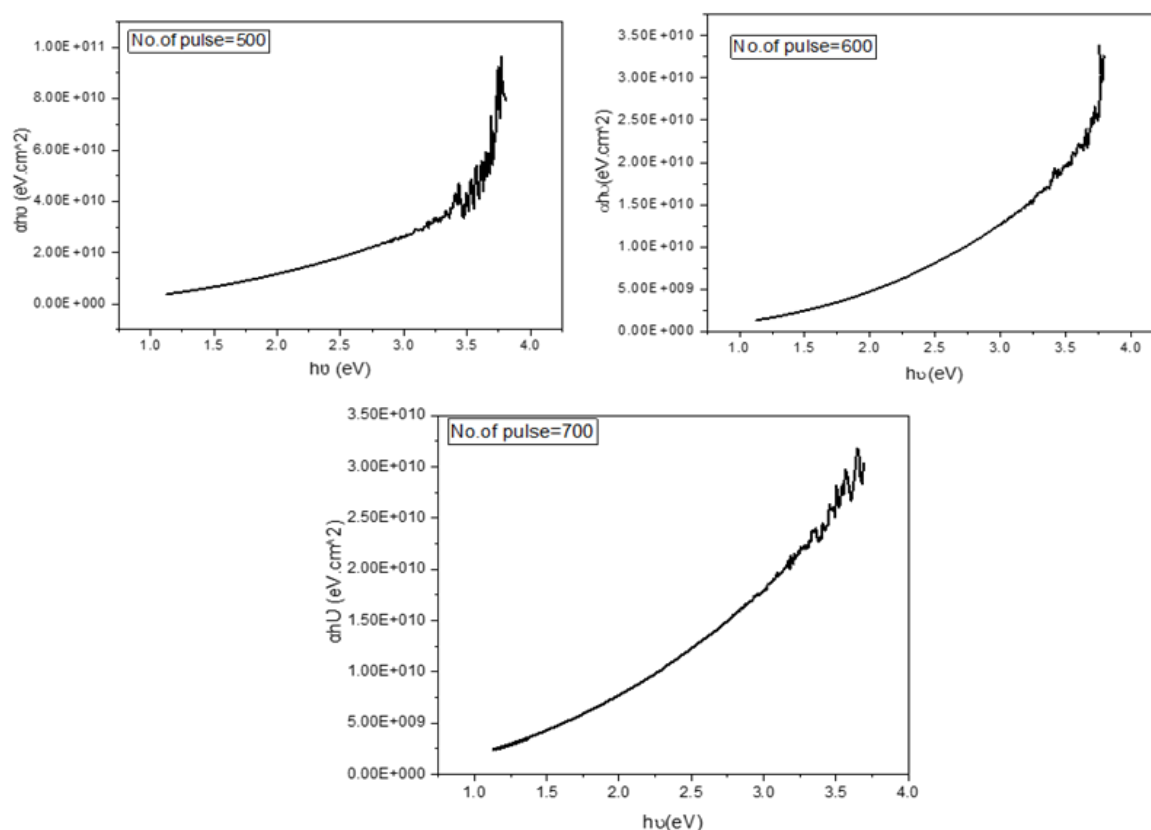 No.of pulse=500
1.00E+011
8.00E+010
6.00E+010
4.00E+010
2.00E+010
0.00E+000
αhυ (eV.cm^2)
1.0 1.5 2.0 2.5 3.0 3.5 4.0
hυ (eV)
No.of pulse=600
3.50E+010
3.00E+010
2.50E+010
2.00E+010
1.50E+010
1.00E+010
5.00E+009
0.00E+000
αhυ(eV.cm^2)
1.0 1.5 2.0 2.5 3.0 3.5 4.0
hυ(eV)
No.of pulse=700
3.50E+010
3.00E+010
2.50E+010
2.00E+010
1.50E+010
1.00E+010
5.00E+009
0.00E+000
αhU (eV.cm^2)
1.0 1.5 2.0 2.5 3.0 3.5 4.0
hυ(eV)